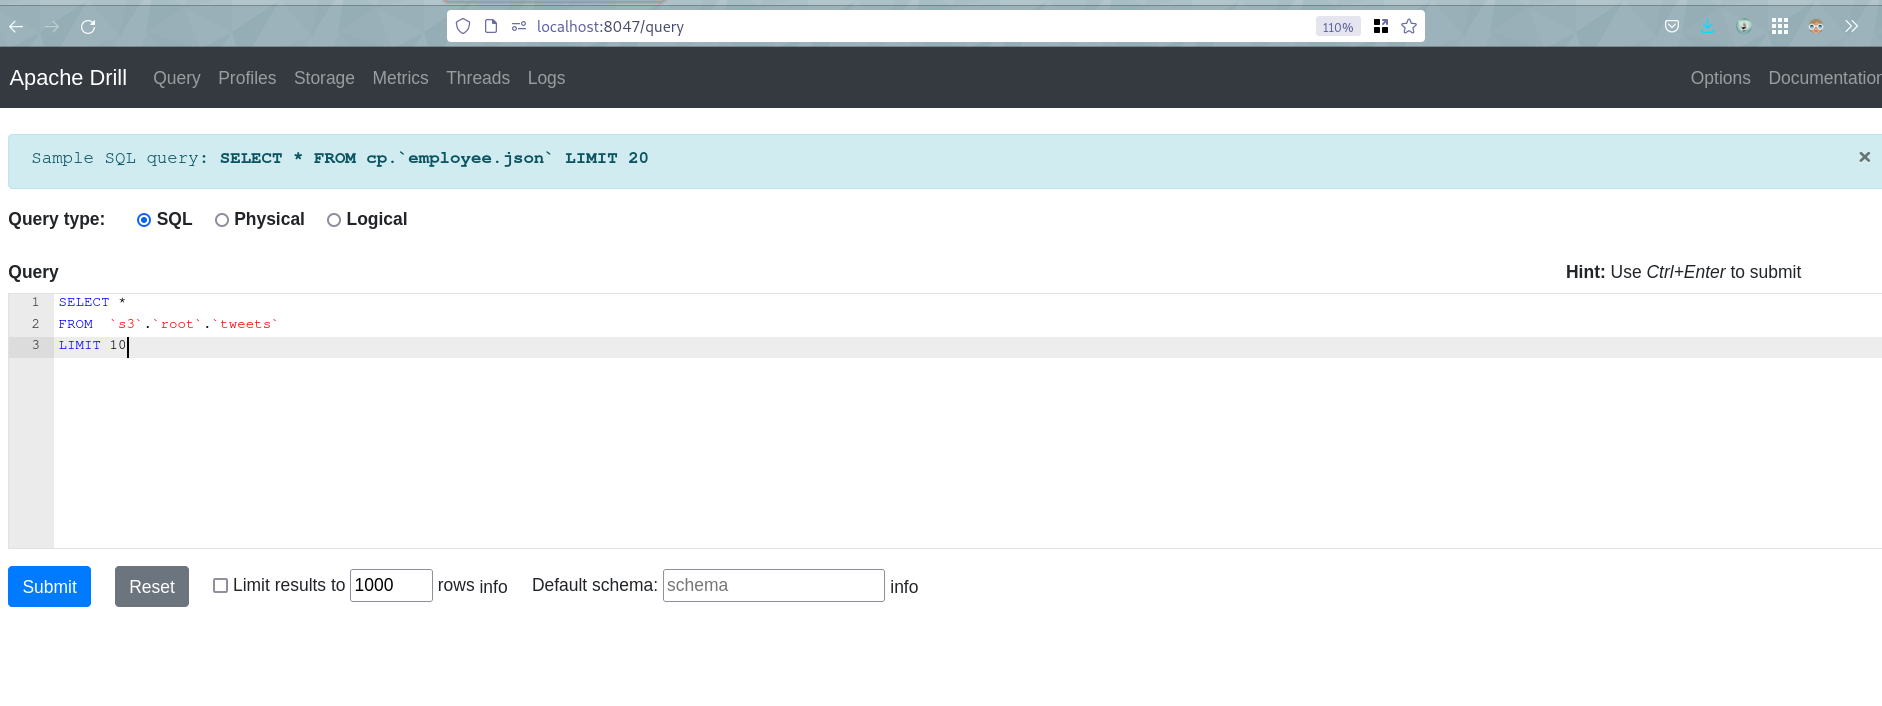 localhost:8047/query 110%
Apache Drill Query Profiles Storage Metrics Threads Logs Options Documentation
Sample SQL query: SELECT * FROM cp.`employee.json` LIMIT 20 ×
Query type: SQL Physical Logical
Query Hint: Use Ctrl+Enter to submit
1 SELECT *
2 FROM `s3`.`root`.`tweets`
3 LIMIT 10
Submit Reset Limit results to 1000 rows info Default schema: schema info